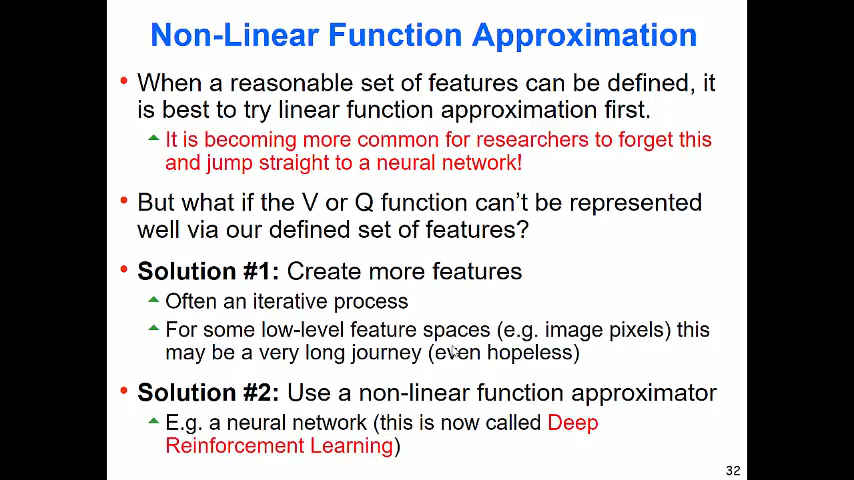 Non-Linear Function Approximation
• When a reasonable set of features can be defined, it
is best to try linear function approximation first.
It is becoming more common for researchers to forget this
and jump straight to a neural network!
• But what if the V or Q function can’t be represented
well via our defined set of features?
• Solution #1: Create more features
Often an iterative process
For some low-level feature spaces (e.g. image pixels) this
may be a very long journey (even hopeless)
• Solution #2: Use a non-linear function approximator
E.g. a neural network (this is now called Deep
Reinforcement Learning)
32